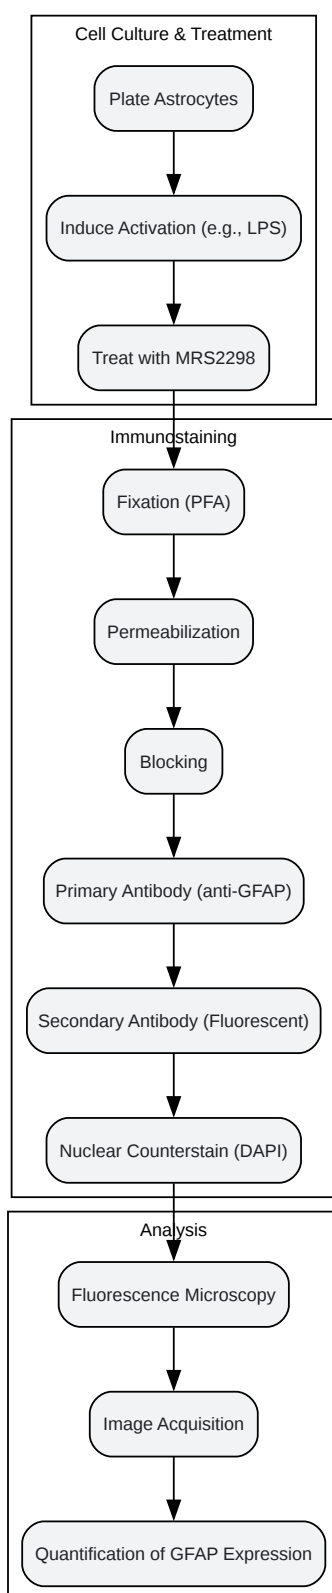 Cell Culture & Treatment
Plate Astrocytes
Induce Activation (e.g., LPS)
Treat with MRS2298
Immunostaining
Fixation (PFA)
Permeabilization
Blocking
Primary Antibody (anti-GFAP)
Secondary Antibody (Fluorescent)
Nuclear Counterstain (DAPI)
Analysis
Fluorescence Microscopy
Image Acquisition
Quantification of GFAP Expression